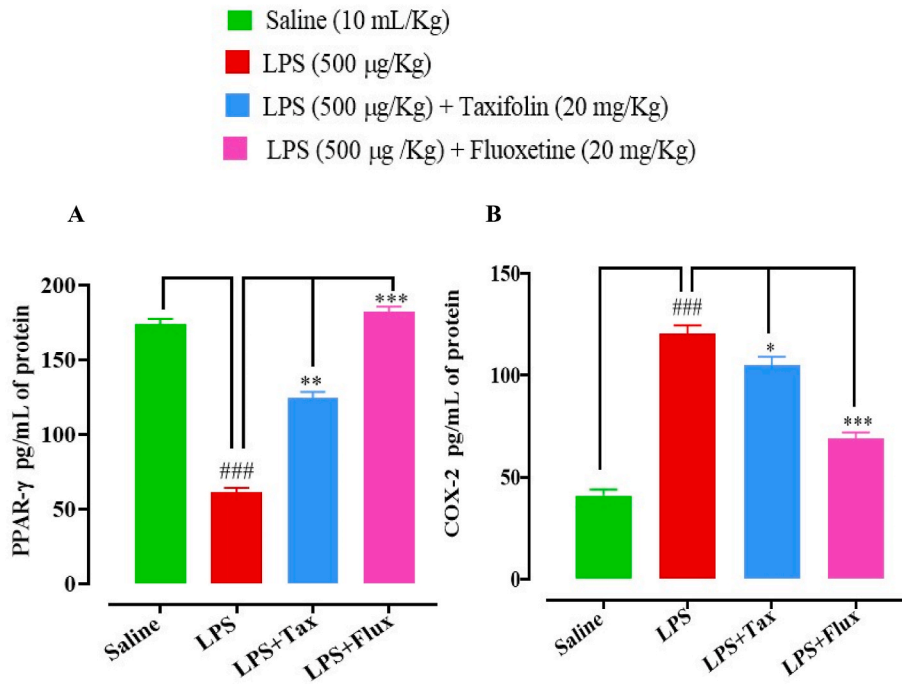 Saline (10 mL/Kg)
LPS (500 μg/Kg)
LPS (500 μg/Kg) + Taxifolin (20 mg/Kg)
LPS (500 μg /Kg) + Fluoxetine (20 mg/Kg)
A
PPAR-γ pg/mL of protein
200
150
100
50
0
###
**
***
Saline
LPS
LPS+Tax
LPS+Flux
B
COX-2 pg/mL of protein
150
100
50
0
###
*
***
Saline
LPS
LPS+Tax
LPS+Flux